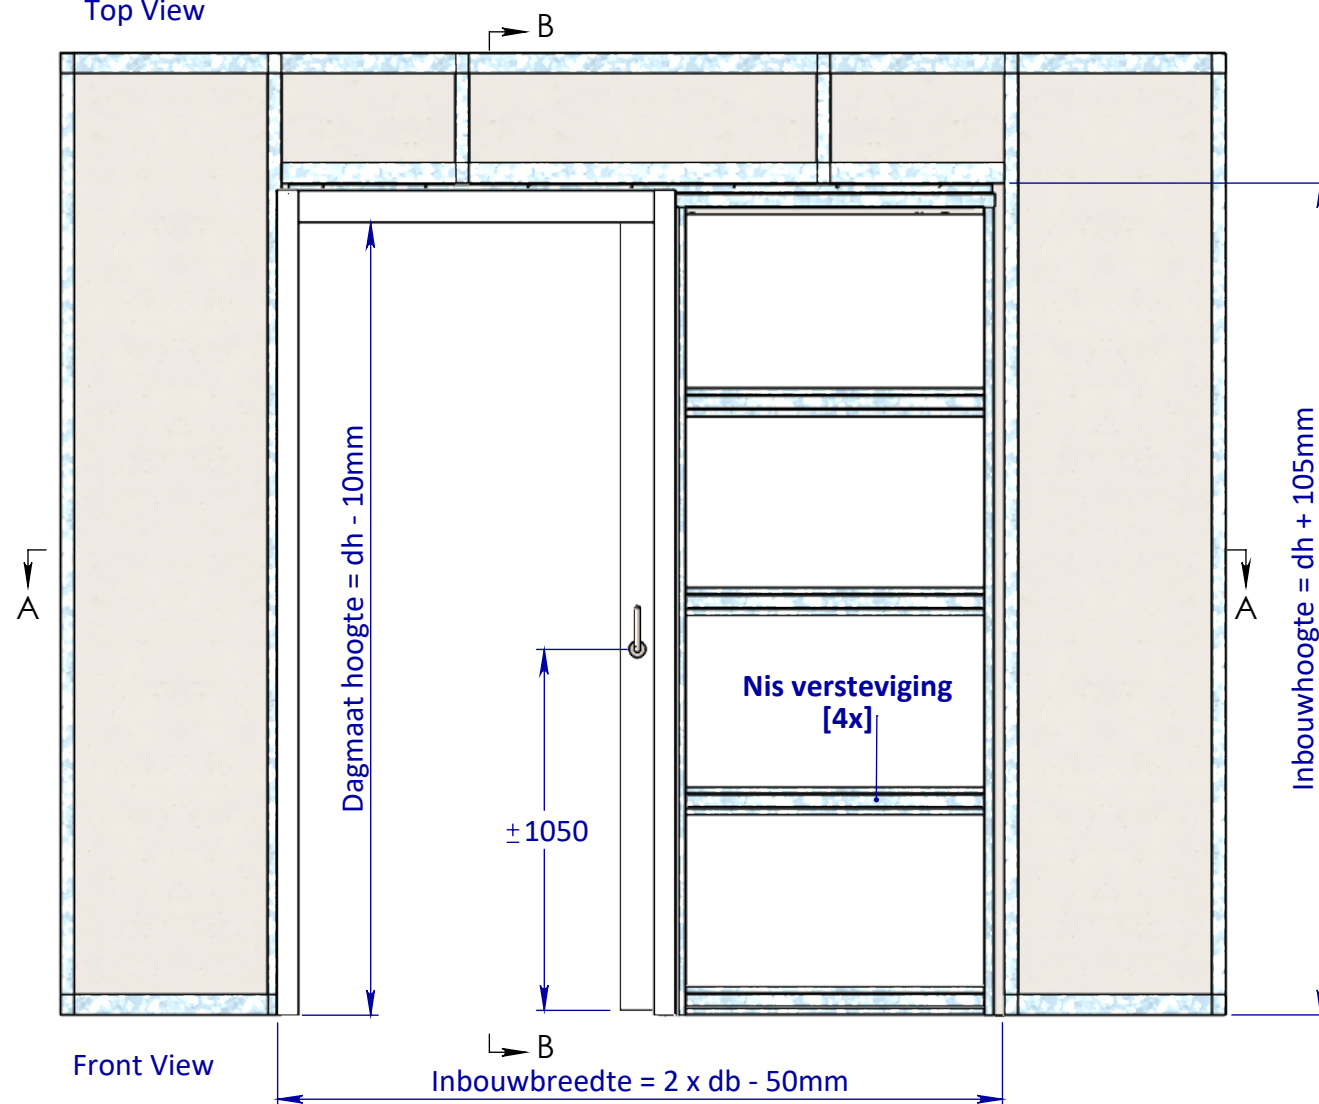 Top View
B
Dagmaat hoogte = dh - 10mm
Inbouwhoogte = dh + 105mm
A
A
Nis versteviging
[4x]
±1050
B
Front View
Inbouwbreedte = 2 x db - 50mm